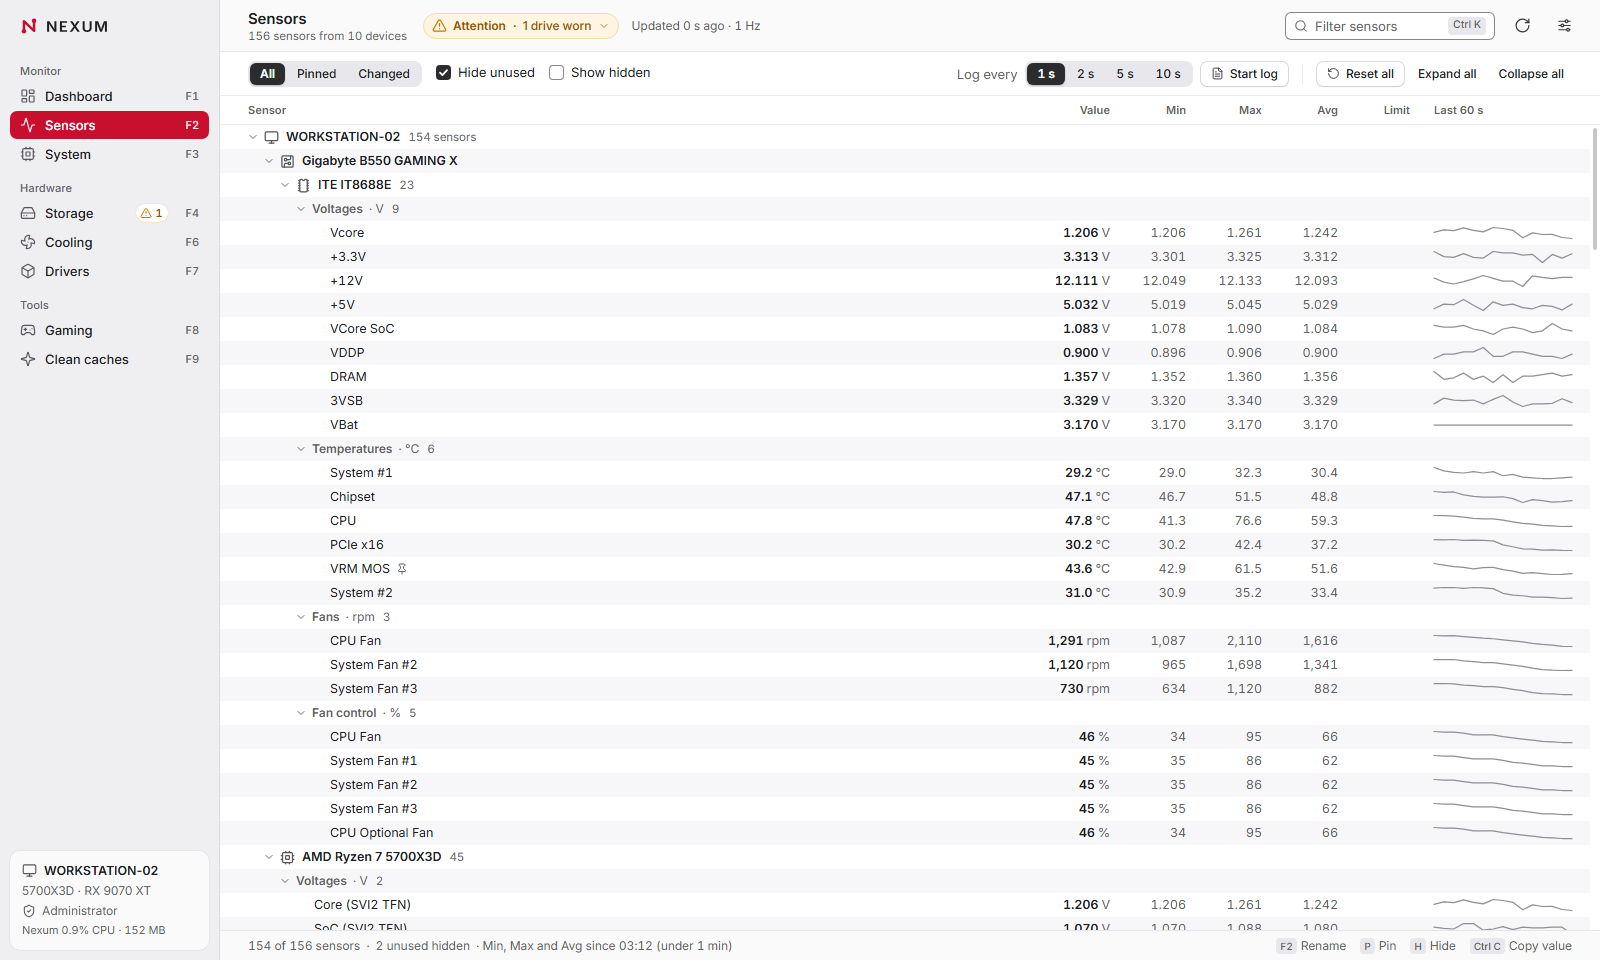 NEXUM
Monitor
Dashboard F1
Sensors F2
System F3
Hardware
Storage 1 F4
Cooling F6
Drivers F7
Tools
Gaming F8
Clean caches F9
WORKSTATION-02
5700X3D · RX 9070 XT
Administrator
Nexum 0.9% CPU · 152 MB
Sensors
156 sensors from 10 devices
Attention · 1 drive worn
Updated 0 s ago · 1 Hz
Filter sensors Ctrl K
All Pinned Changed Hide unused Show hidden
Log every 1 s 2 s 5 s 10 s Start log Reset all Expand all Collapse all
Sensor Value Min Max Avg Limit Last 60 s
WORKSTATION-02 154 sensors
Gigabyte B550 GAMING X
ITE IT8688E 23
Voltages · V 9
Vcore 1.206 V 1.206 1.261 1.242
+3.3V 3.313 V 3.301 3.325 3.312
+12V 12.111 V 12.049 12.133 12.093
+5V 5.032 V 5.019 5.045 5.029
VCore SoC 1.083 V 1.078 1.090 1.084
VDDP 0.900 V 0.896 0.906 0.900
DRAM 1.357 V 1.352 1.360 1.356
3VSB 3.329 V 3.320 3.340 3.329
VBat 3.170 V 3.170 3.170 3.170
Temperatures · °C 6
System #1 29.2 °C 29.0 32.3 30.4
Chipset 47.1 °C 46.7 51.5 48.8
CPU 47.8 °C 41.3 76.6 59.3
PCIe x16 30.2 °C 30.2 42.4 37.2
VRM MOS 43.6 °C 42.9 61.5 51.6
System #2 31.0 °C 30.9 35.2 33.4
Fans · rpm 3
CPU Fan 1,291 rpm 1,087 2,110 1,616
System Fan #2 1,120 rpm 965 1,698 1,341
System Fan #3 730 rpm 634 1,120 882
Fan control · % 5
CPU Fan 46 % 34 95 66
System Fan #1 45 % 35 86 62
System Fan #2 45 % 35 86 62
System Fan #3 45 % 35 86 62
CPU Optional Fan 46 % 34 95 66
AMD Ryzen 7 5700X3D 45
Voltages · V 2
Core (SVI2 TFN) 1.206 V 1.206 1.261 1.242
SoC (SVI2 TFN) 1.070 V 1.070 1.088 1.080
154 of 156 sensors · 2 unused hidden · Min, Max and Avg since 03:12 (under 1 min)
F2 Rename P Pin H Hide Ctrl C Copy value